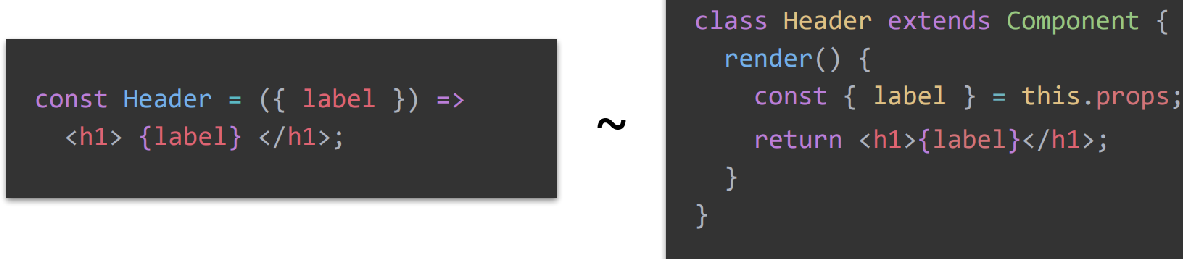 const Header = ({ label }) =>
  <h1> {label} </h1>;
~
class Header extends Component {
  render() {
    const { label } = this.props;
    return <h1>{label}</h1>;
  }
}